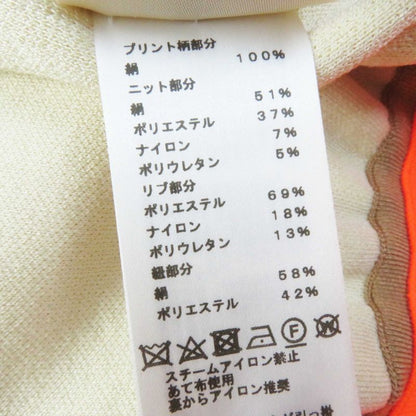 プリント柄部分
絹 100%
ニット部分
絹 51%
ポリエステル 37%
ナイロン 7%
ポリウレタン 5%
リブ部分
ポリエステル 69%
ナイロン 18%
ポリウレタン 13%
紐部分
絹 58%
ポリエステル 42%
F
スチームアイロン禁止
あて布使用
裏からアイロン推奨